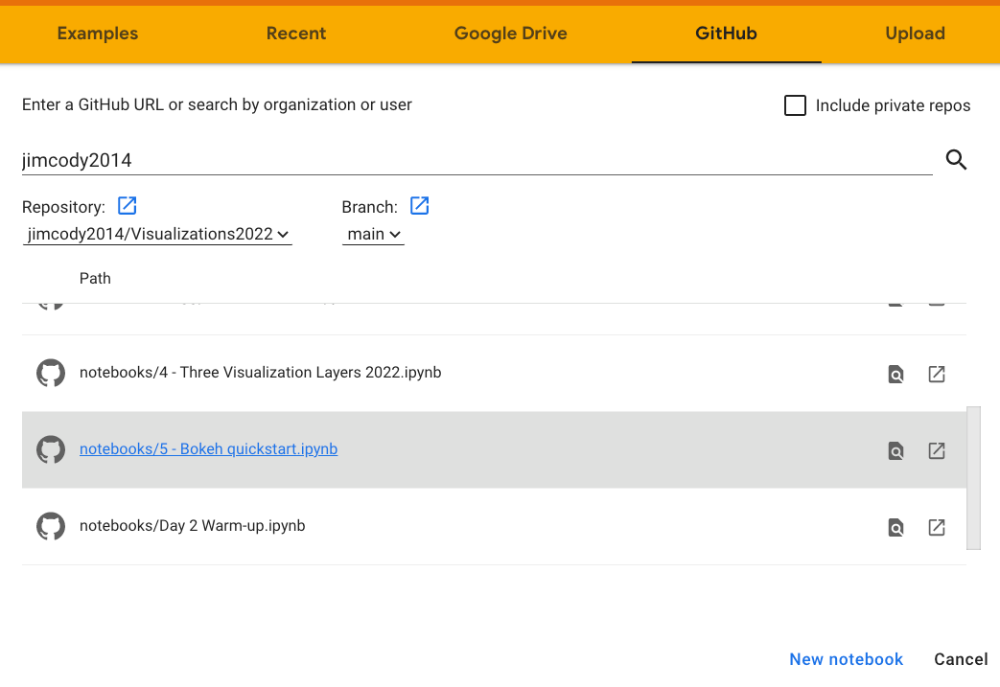 Examples Recent Google Drive GitHub Upload
Enter a GitHub URL or search by organization or user
Include private repos
jimcody2014
Repository: Branch:
jimcody2014/Visualizations2022 main
Path
notebooks/4 - Three Visualization Layers 2022.ipynb
notebooks/5 - Bokeh quickstart.ipynb
notebooks/Day 2 Warm-up.ipynb
New notebook Cancel